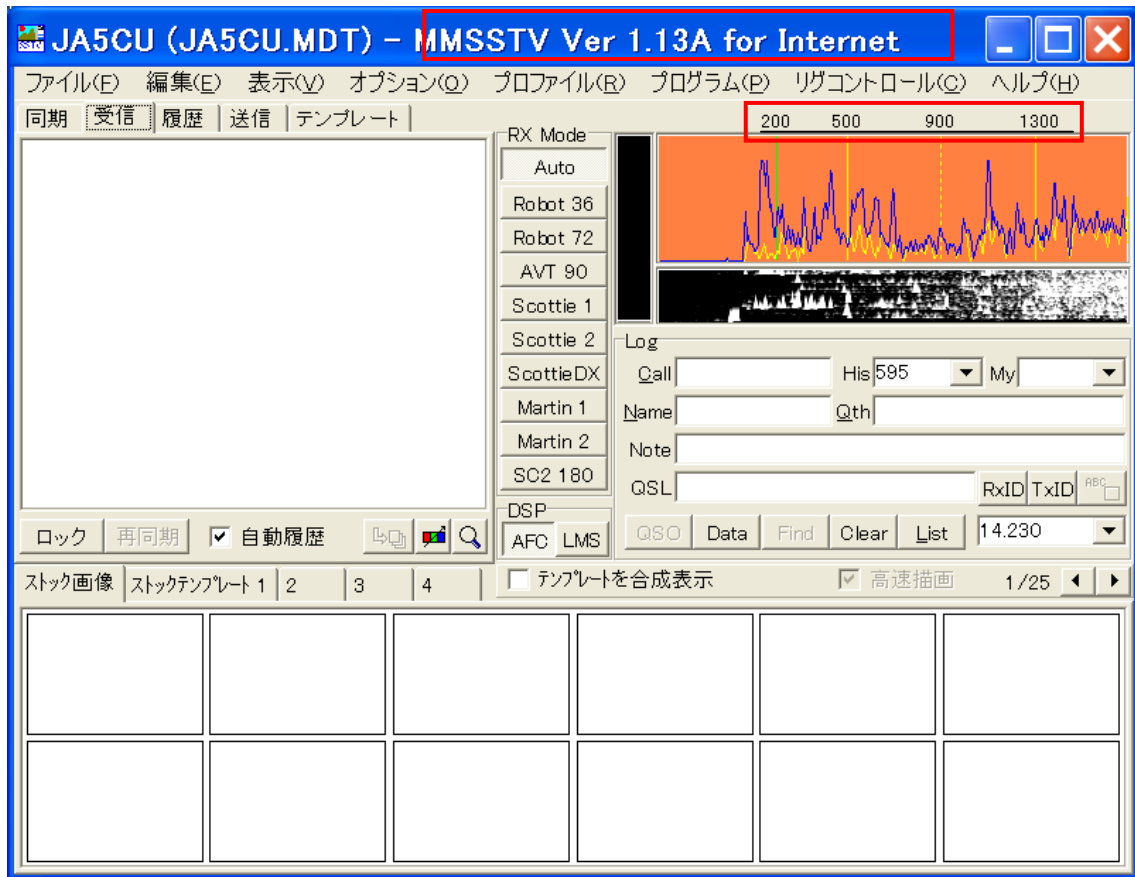 JA5CU (JA5CU.MDT) - MMSSTV Ver 1.13A for Internet
ファイル(F) 編集(E) 表示(V) オプション(O) プロファイル(R) プログラム(P) リグコントロール(C) ヘルプ(H)
同期 受信 履歴 送信 テンプレート
RX Mode
Auto
Robot 36
Robot 72
AVT 90
Scottie 1
Scottie 2
ScottieDX
Martin 1
Martin 2
SC2 180
DSP
AFC LMS
200 500 900 1300
Log
Call His 595 My
Name Qth
Note
QSL RxID TxID ABC
QSO Data Find Clear List 14.230
ロック 再同期 自動履歴
テンプレートを合成表示 高速描画 1/25
ストック画像 ストックテンプレート 1 2 3 4